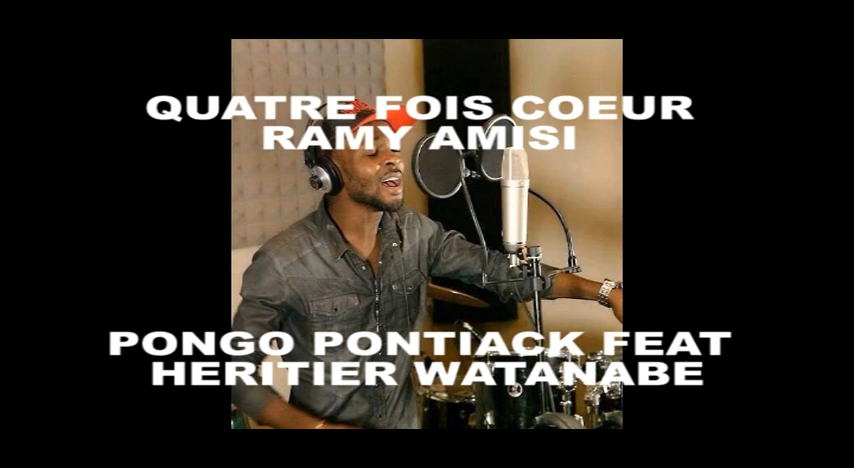 QUATRE FOIS COEUR
RAMY AMISI
PONGO PONTIACK FEAT
HERITIER WATANABE